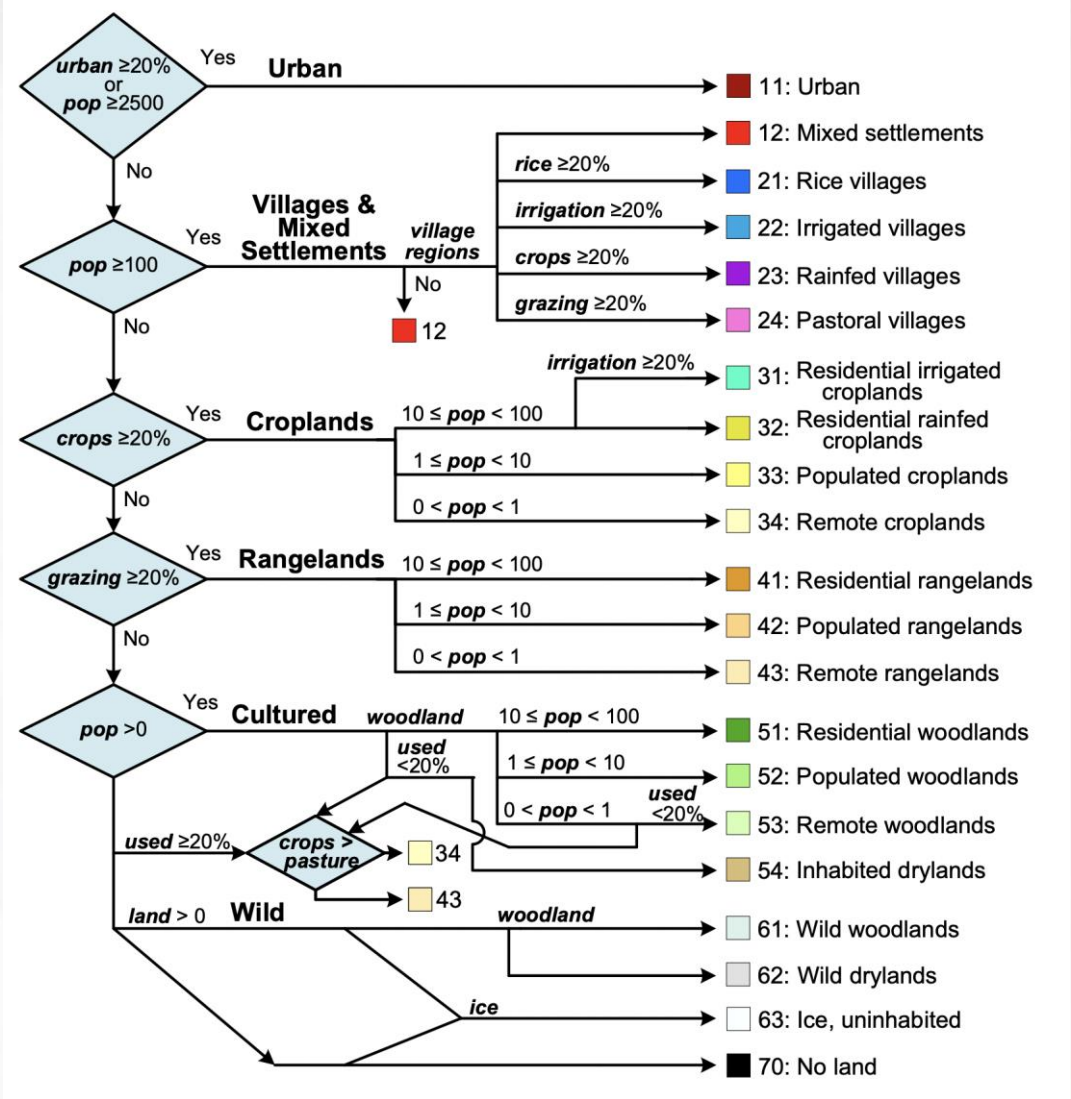 urban ≥20%
or
pop ≥2500
Yes
Urban
11: Urban
No
12: Mixed settlements
rice ≥20%
21: Rice villages
irrigation ≥20%
22: Irrigated villages
pop ≥100
Yes
Villages &
Mixed
Settlements
village
regions
No
12
crops ≥20%
23: Rainfed villages
grazing ≥20%
24: Pastoral villages
No
irrigation ≥20%
31: Residential irrigated
croplands
crops ≥20%
Yes
Croplands
10 ≤ pop < 100
32: Residential rainfed
croplands
1 ≤ pop < 10
33: Populated croplands
0 < pop < 1
34: Remote croplands
No
grazing ≥20%
Yes
Rangelands
10 ≤ pop < 100
41: Residential rangelands
1 ≤ pop < 10
42: Populated rangelands
0 < pop < 1
43: Remote rangelands
No
pop >0
Yes
Cultured
woodland
10 ≤ pop < 100
51: Residential woodlands
used
<20%
1 ≤ pop < 10
52: Populated woodlands
0 < pop < 1
used
<20%
53: Remote woodlands
used ≥20%
crops >
pasture
34
43
54: Inhabited drylands
land > 0
Wild
woodland
61: Wild woodlands
62: Wild drylands
ice
63: Ice, uninhabited
70: No land